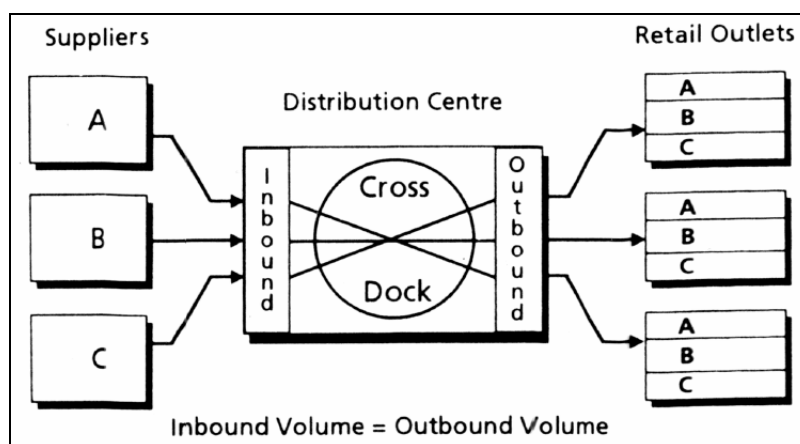 Suppliers
Retail Outlets
Distribution Centre
A
B
C
Inbound
Cross
Dock
Outbound
A
B
C
A
B
C
A
B
C
Inbound Volume = Outbound Volume